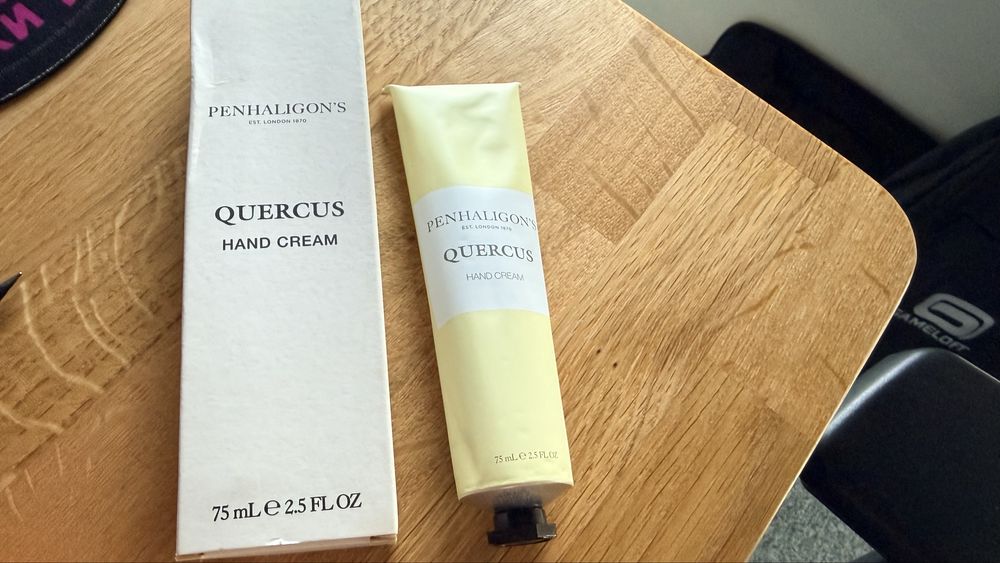 PENHALIGON'S
EST. LONDON 1870
QUERCUS
HAND CREAM
75 mL ℮ 2.5 FL OZ
PENHALIGON'S
EST. LONDON 1870
QUERCUS
HAND CREAM
75 mL ℮ 2.5 FL OZ
GAMELOFT